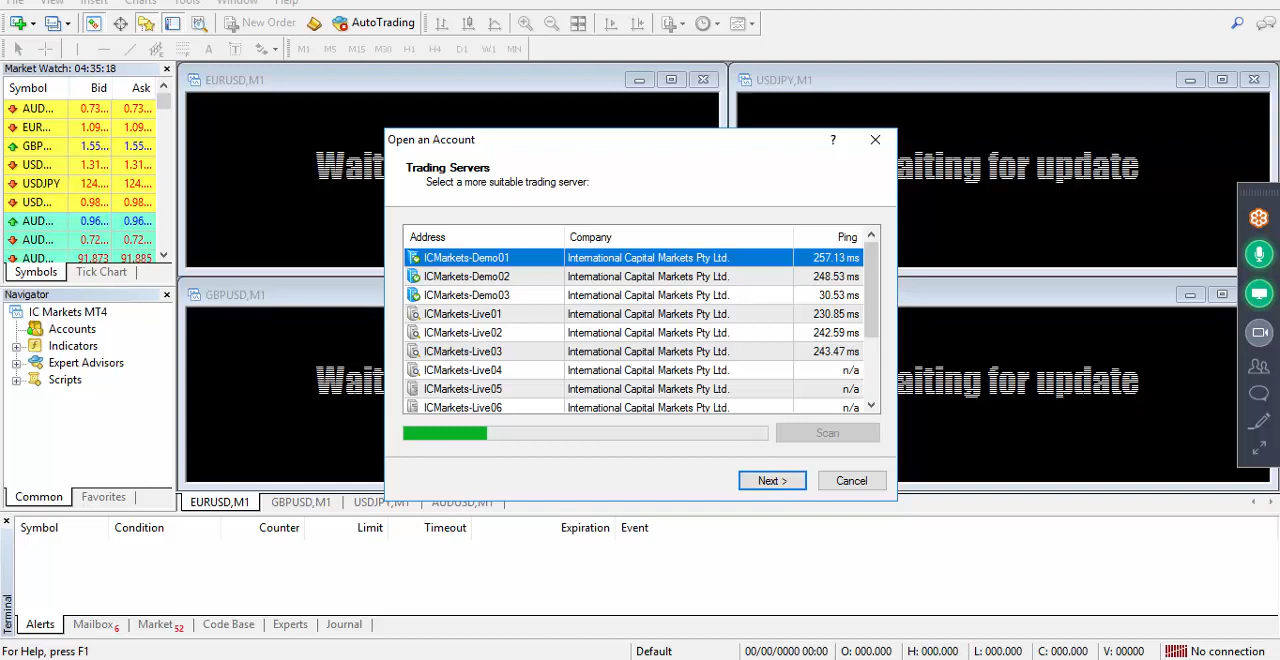 File View Insert Charts Tools Window Help
New Order AutoTrading
A T M1 M5 M15 M30 H1 H4 D1 W1 MN
Market Watch: 04:35:18
Symbol Bid Ask
AUD... 0.73... 0.73...
EUR... 1.09... 1.09...
GBP... 1.55... 1.55...
USD... 1.31... 1.31...
USDJPY 124.... 124....
USD... 0.98... 0.98...
AUD... 0.96... 0.96...
AUD... 0.72... 0.72...
AUD... 91.873 91.885
Symbols Tick Chart
Navigator
IC Markets MT4
Accounts
Indicators
Expert Advisors
Scripts
Common Favorites
EURUSD,M1
Wait
USDJPY,M1
aiting for update
GBPUSD,M1
Wait
aiting for update
Open an Account ?
Trading Servers
Select a more suitable trading server:
Address Company Ping
ICMarkets-Demo01 International Capital Markets Pty Ltd. 257.13 ms
ICMarkets-Demo02 International Capital Markets Pty Ltd. 248.53 ms
ICMarkets-Demo03 International Capital Markets Pty Ltd. 30.53 ms
ICMarkets-Live01 International Capital Markets Pty Ltd. 230.85 ms
ICMarkets-Live02 International Capital Markets Pty Ltd. 242.59 ms
ICMarkets-Live03 International Capital Markets Pty Ltd. 243.47 ms
ICMarkets-Live04 International Capital Markets Pty Ltd. n/a
ICMarkets-Live05 International Capital Markets Pty Ltd. n/a
ICMarkets-Live06 International Capital Markets Pty Ltd. n/a
Scan
Next > Cancel
EURUSD,M1 GBPUSD,M1 USDJPY,M1 AUDUSD,M1
Symbol Condition Counter Limit Timeout Expiration Event
Terminal
Alerts Mailbox 6 Market 52 Code Base Experts Journal
For Help, press F1 Default 00/00/0000 00:00 O: 000.000 H: 000.000 L: 000.000 C: 000.000 V: 00000 No connection